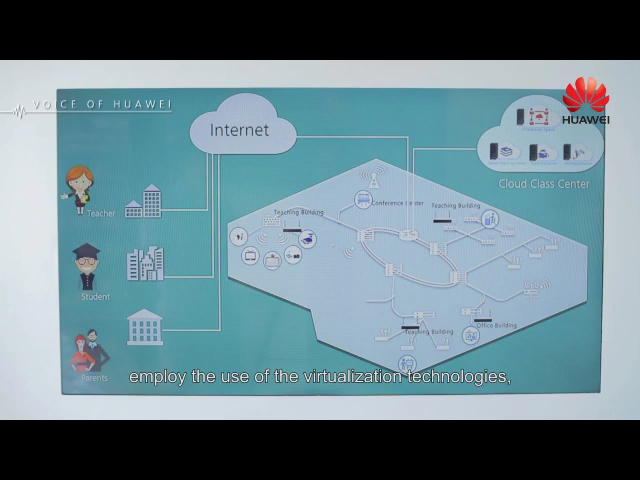 VOICE OF HUAWEI
HUAWEI
Internet
Cloud Class Center
Teacher
Student
Parents
Conference Center
Teaching Building
Teaching Building
Teaching Building
Office Building
employ the use of the virtualization technologies,